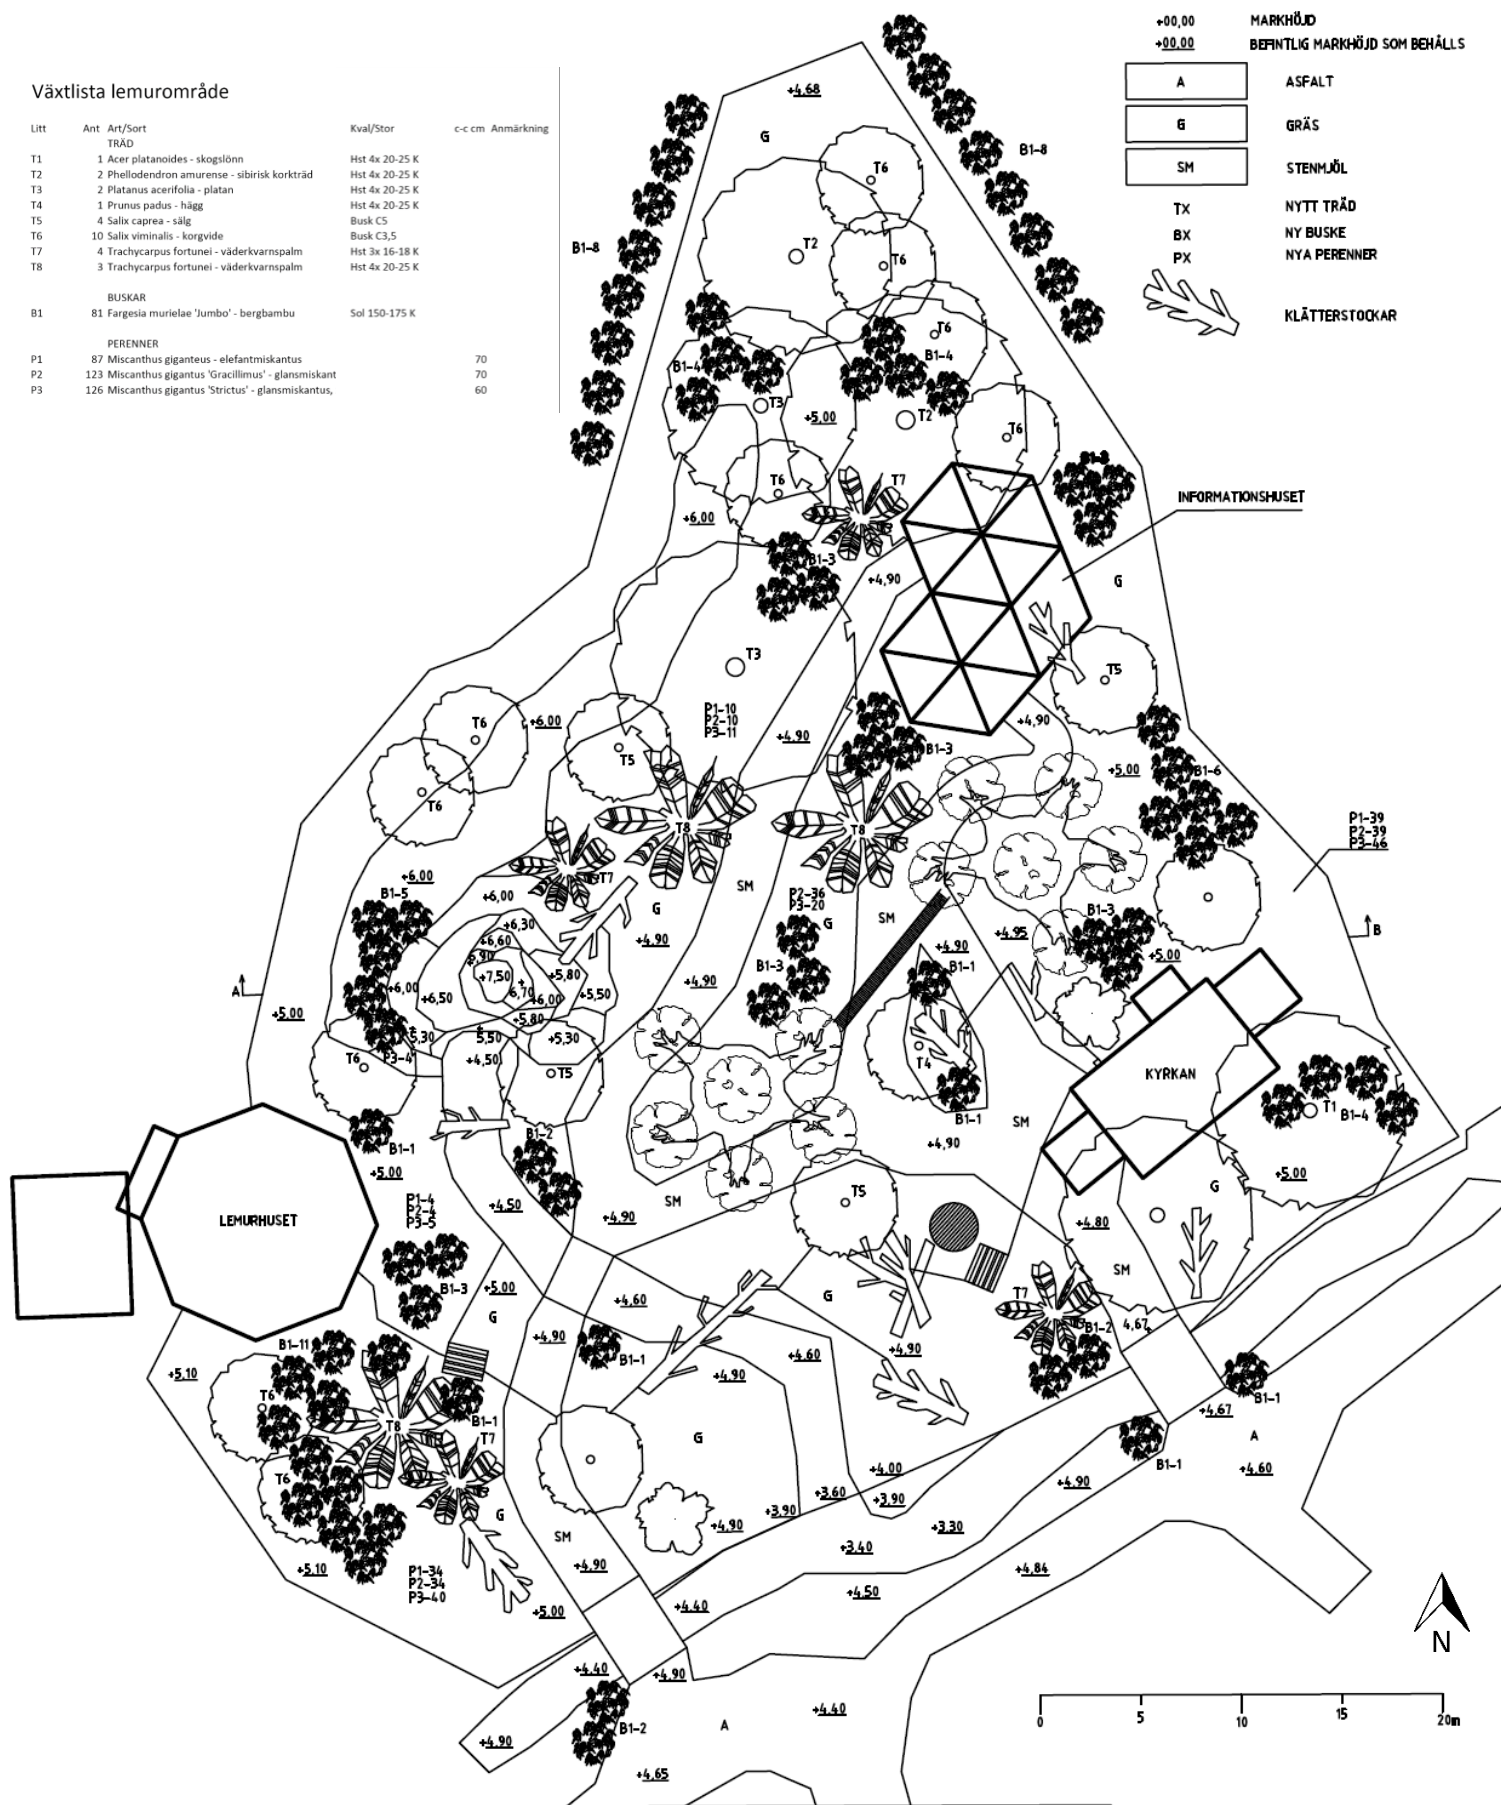 Växtlista lemurområde
Litt Ant Art/Sort Kval/Stor c-c cm Anmärkning
TRÄD
T1 1 Acer platanoides - skogslönn Hst 4x 20-25 K
T2 2 Phellodendron amurense - sibirisk korkträd Hst 4x 20-25 K
T3 2 Platanus acerifolia - platan Hst 4x 20-25 K
T4 1 Prunus padus - hägg Hst 4x 20-25 K
T5 4 Salix caprea - sälg Busk C5
T6 10 Salix viminalis - korgvide Busk C3,5
T7 4 Trachycarpus fortunei - väderkvarnspalm Hst 3x 16-18 K
T8 3 Trachycarpus fortunei - väderkvarnspalm Hst 4x 20-25 K
BUSKAR
B1 81 Fargesia murielae 'Jumbo' - bergbambu Sol 150-175 K
PERENNER
P1 87 Miscanthus giganteus - elefantmiskantus 70
P2 123 Miscanthus gigantus 'Gracillimus' - glansmiskant 70
P3 126 Miscanthus gigantus 'Strictus' - glansmiskantus, 60
+00,00 MARKHÖJD
+00,00 BEFINTLIG MARKHÖJD SOM BEHÅLLS
A ASFALT
G GRÄS
SM STENMJÖL
TX NYTT TRÄD
BX NY BUSKE
PX NYA PERENNER
KLÄTTERSTOCKAR
+4,68
G
T6
B1-8
B1-8
T2
T6
T6
B1-4
B1-4
T3
+5,00
T2
T6
B1-3
T6
T7
INFORMATIONSHUSET
+6,00
B1-3
+4,90
G
T3
T5
P1-10
P2-10
P3-11
+4,90
+4,90
T6
+6,00
T5
B1-3
+5,00
B1-6
T6
T8
T8
P1-39
P2-39
P3-46
+6,00
T7
SM
B1-5
+6,00
G
P2-36
P3-20
G
SM
B1-3
+6,30
+6,60
+4,90
+4,90
+4,95
B
+5,00
+7,50
+5,80
B1-3
B1-1
A
+6,00
+6,50
6,70
+6,00
+5,50
+4,90
+5,00
+5,80
5,30
5,50
+5,30
P3-4
+4,50
T6
T5
T4
KYRKAN
T1
B1-4
B1-1
B1-2
B1-1
SM
+4,90
+5,00
+5,00
P1-4
P2-4
P3-5
+4,50
SM
T5
G
LEMURHUSET
+4,90
+4,80
B1-3
+5,00
SM
G
+4,60
G
T7
B1-2
4,67
+4,90
B1-11
B1-1
+4,60
+4,90
+5,10
+4,90
T6
T8
B1-1
B1-1
+4,67
T7
G
A
B1-1
T6
+4,00
+4,90
+4,60
+3,60
+3,90
G
+3,90
+4,90
SM
+3,30
+3,40
+5,10
P1-34
P2-34
P3-40
+4,90
+4,84
+4,50
+5,00
+4,40
N
+4,40
+4,90
B1-2
A
+4,40
+4,90
+4,65
0 5 10 15 20m